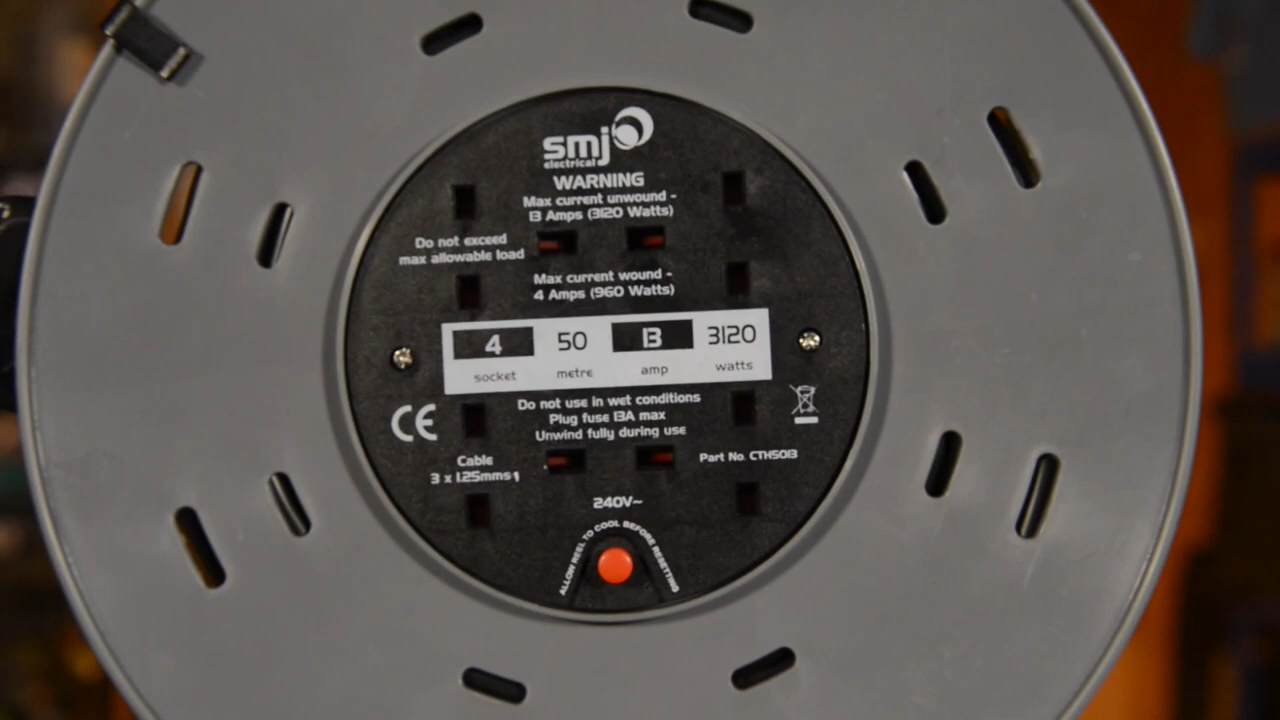 smj
electrical
WARNING
Max current unwound -
13 Amps (3120 Watts)
Do not exceed
max allowable load
Max current wound -
4 Amps (960 Watts)
4 50 13 3120
socket metre amp watts
Do not use in wet conditions
Plug fuse 13A max
Unwind fully during use
CE
Cable
3 x 1.25mms
Part No. CTH5013
240V~
ALLOW REEL TO COOL BEFORE RESETTING